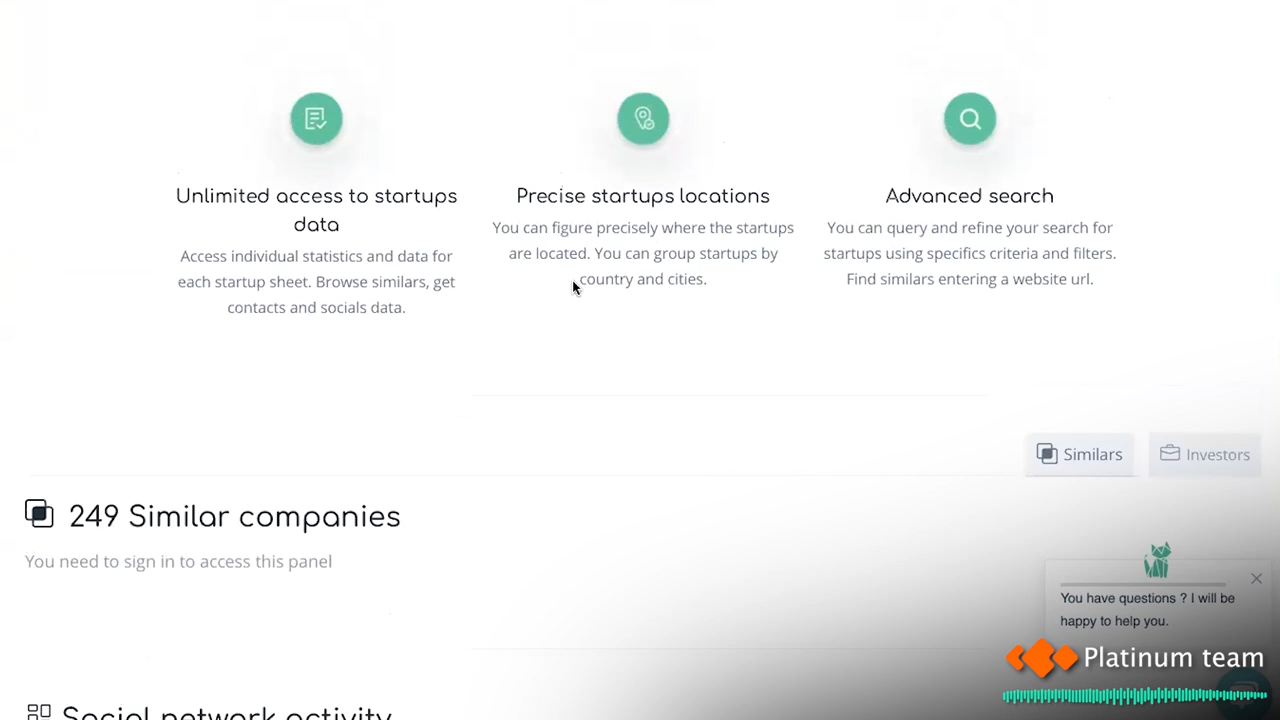 Unlimited access to startups
data
Access individual statistics and data for
each startup sheet. Browse similars, get
contacts and socials data.
Precise startups locations
You can figure precisely where the startups
are located. You can group startups by
country and cities.
Advanced search
You can query and refine your search for
startups using specifics criteria and filters.
Find similars entering a website url.
Similars
Investors
249 Similar companies
You need to sign in to access this panel
You have questions ? I will be
happy to help you.
Platinum team
Social network activity